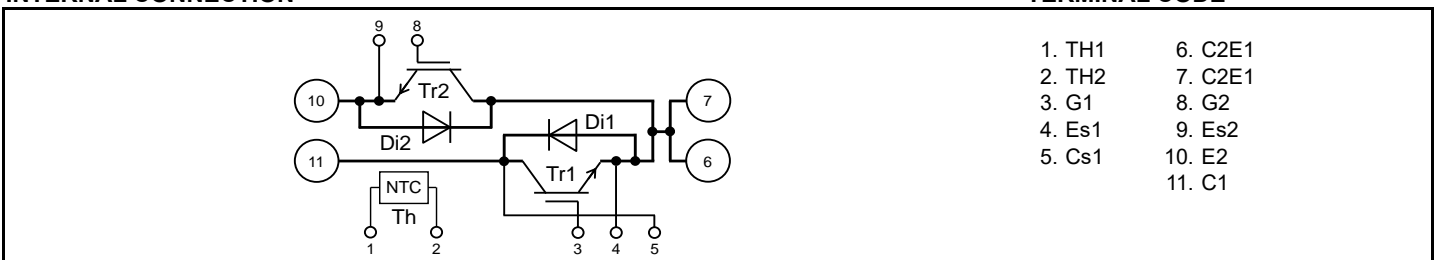 INTERNAL CONNECTION
TERMINAL CODE
9 8
10
Tr2
7
Di2
Di1
11
Tr1
6
NTC
Th
1 2 3 4 5
1. TH1 6. C2E1
2. TH2 7. C2E1
3. G1 8. G2
4. Es1 9. Es2
5. Cs1 10. E2
11. C1